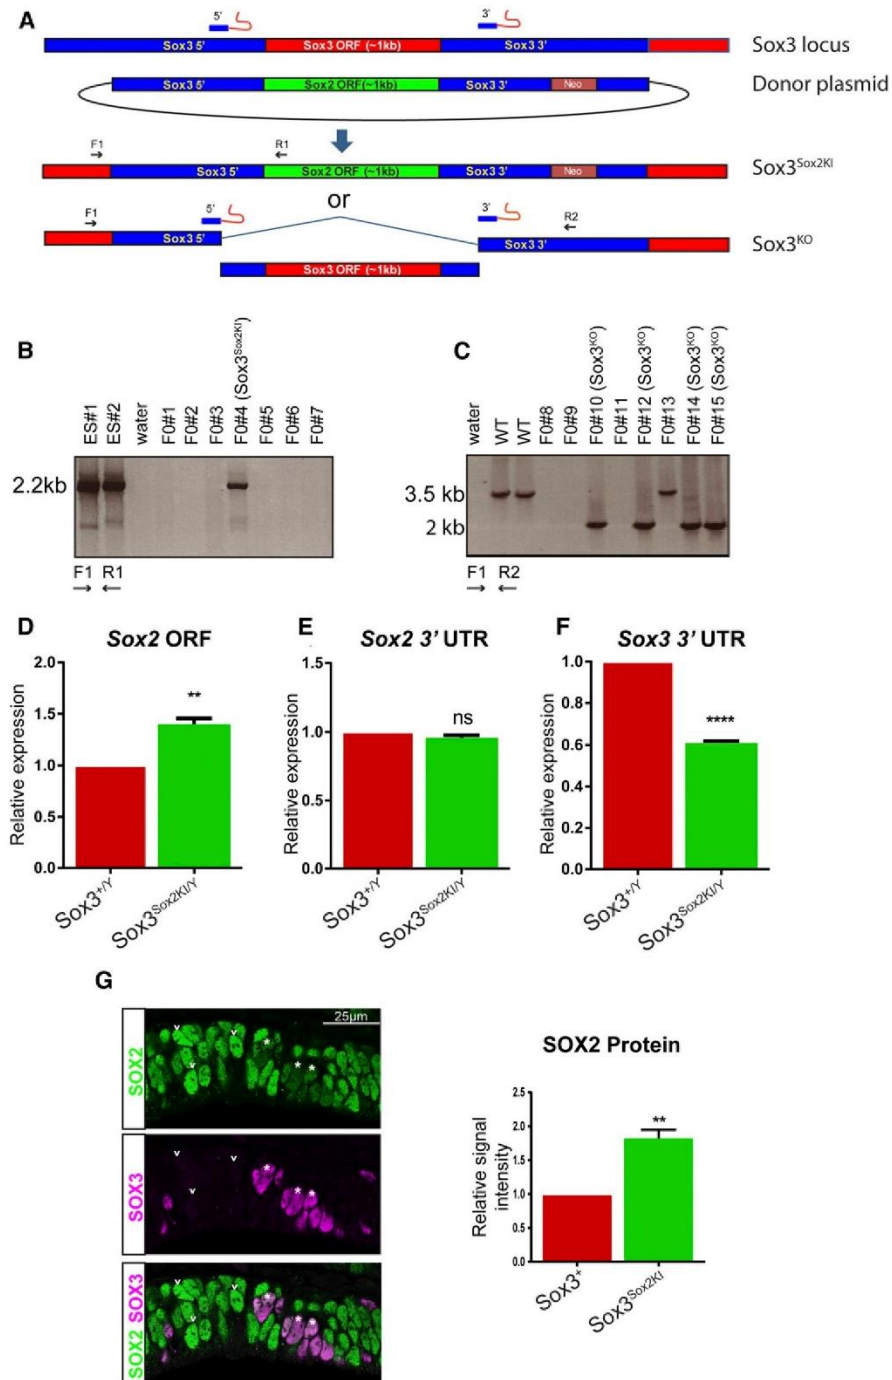 A
5' 3'
Sox3 5' Sox3 ORF (~1kb) Sox3 3' Sox3 locus
Sox3 5' Sox2 ORF(~1kb) Sox3 3' Neo Donor plasmid
F1 R1
Sox3 5' Sox2 ORF (~1kb) Sox3 3' Neo Sox3Sox2KI
or
F1 5' 3' R2
Sox3 5' Sox3 3' Sox3KO
Sox3 ORF (~1kb)
B
ES#1
ES#2
water
F0#1
F0#2
F0#3
F0#4 (Sox3Sox2KI)
F0#5
F0#6
F0#7
2.2kb
F1 R1
C
water
WT
WT
F0#8
F0#9
F0#10 (Sox3KO)
F0#11
F0#12 (Sox3KO)
F0#13
F0#14 (Sox3KO)
F0#15 (Sox3KO)
3.5 kb
2 kb
F1 R2
D
Sox2 ORF
Relative expression
2.0
1.5
1.0
0.5
0.0
**
Sox3+/Y
Sox3Sox2KI/Y
E
Sox2 3' UTR
Relative expression
1.5
1.0
0.5
0.0
ns
Sox3+/Y
Sox3Sox2KI/Y
F
Sox3 3' UTR
Relative expression
1.0
0.8
0.6
0.4
0.2
0.0
****
Sox3+/Y
Sox3Sox2KI/Y
G
SOX2
25µm
v v * v * *
SOX3
v v * v * *
SOX2 SOX3
v v * v * *
SOX2 Protein
Relative signal
intensity
2.5
2.0
1.5
1.0
0.5
0.0
**
Sox3+
Sox3Sox2KI